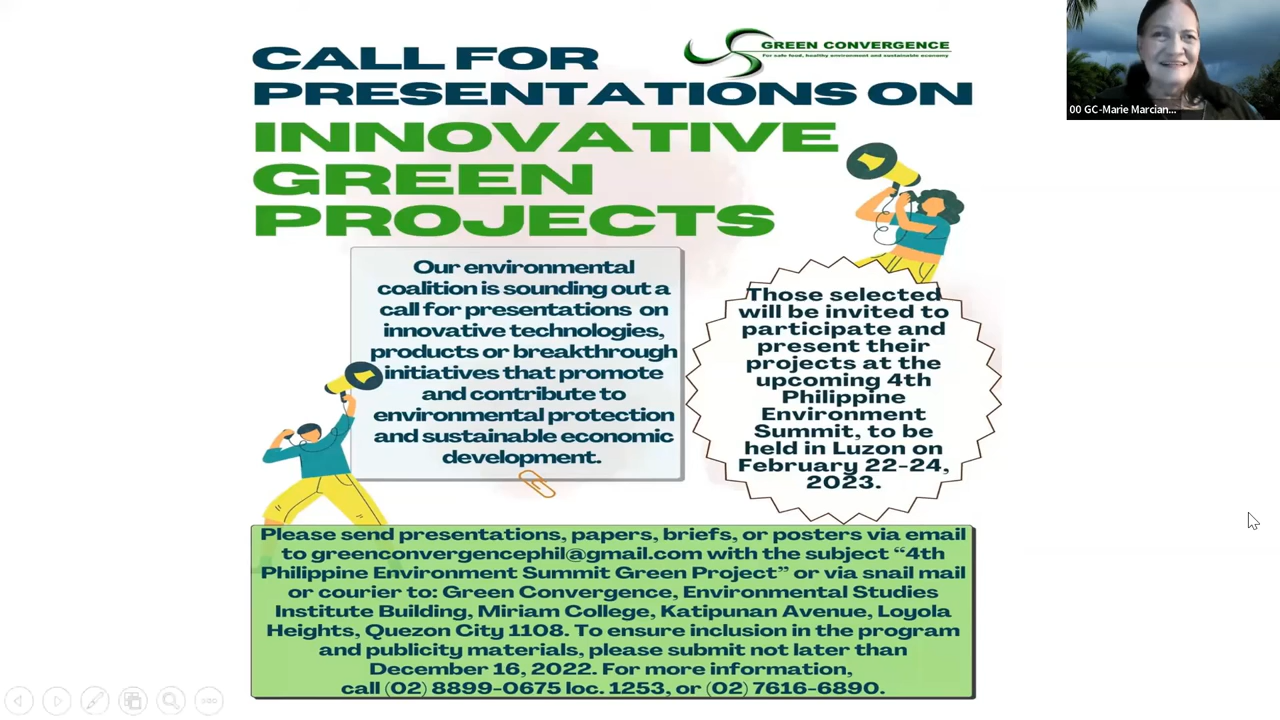 GREEN CONVERGENCE
For safe food, healthy environment and sustainable economy
CALL FOR
PRESENTATIONS ON
INNOVATIVE
GREEN
PROJECTS
Our environmental
coalition is sounding out a
call for presentations on
innovative technologies,
products or breakthrough
initiatives that promote
and contribute to
environmental protection
and sustainable economic
development.
Those selected
will be invited to
participate and
present their
projects at the
upcoming 4th
Philippine
Environment
Summit, to be
held in Luzon on
February 22-24,
2023.
Please send presentations, papers, briefs, or posters via email
to greenconvergencephil@gmail.com with the subject “4th
Philippine Environment Summit Green Project” or via snail mail
or courier to: Green Convergence, Environmental Studies
Institute Building, Miriam College, Katipunan Avenue, Loyola
Heights, Quezon City 1108. To ensure inclusion in the program
and publicity materials, please submit not later than
December 16, 2022. For more information,
call (02) 8899-0675 loc. 1253, or (02) 7616-6890.
00 GC-Marie Marcian...